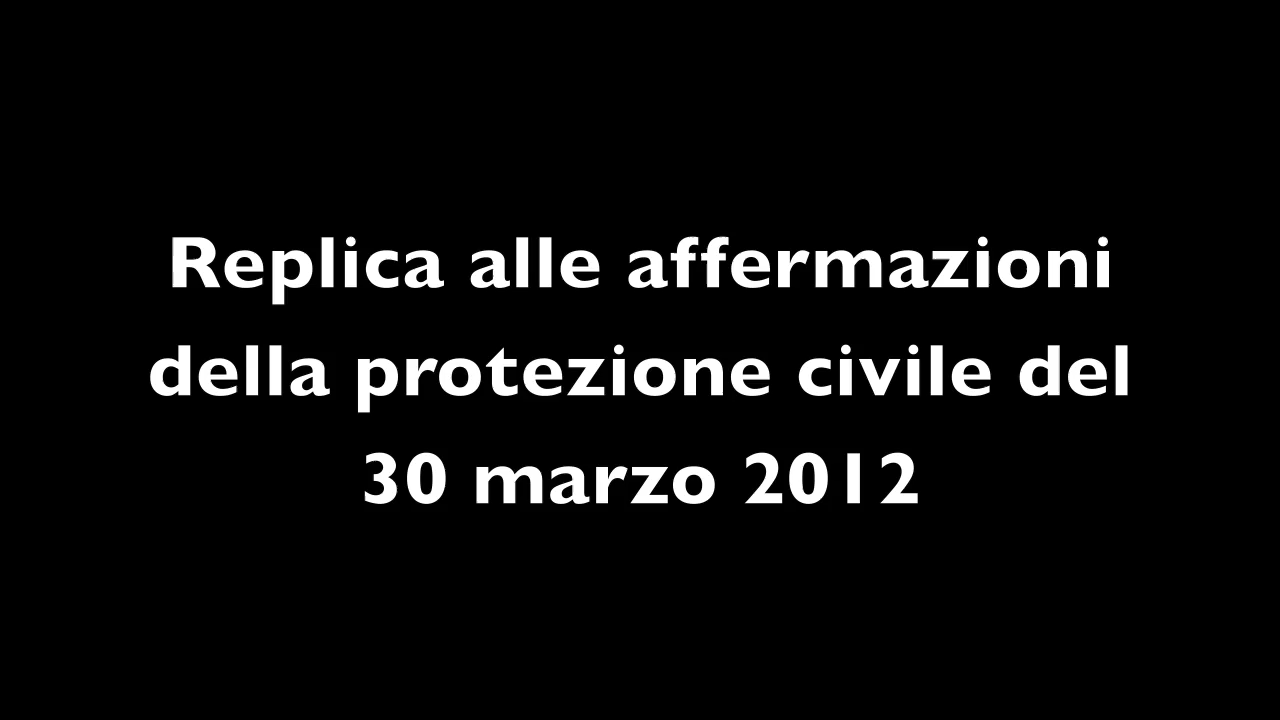 Replica alle affermazioni
della protezione civile del
30 marzo 2012